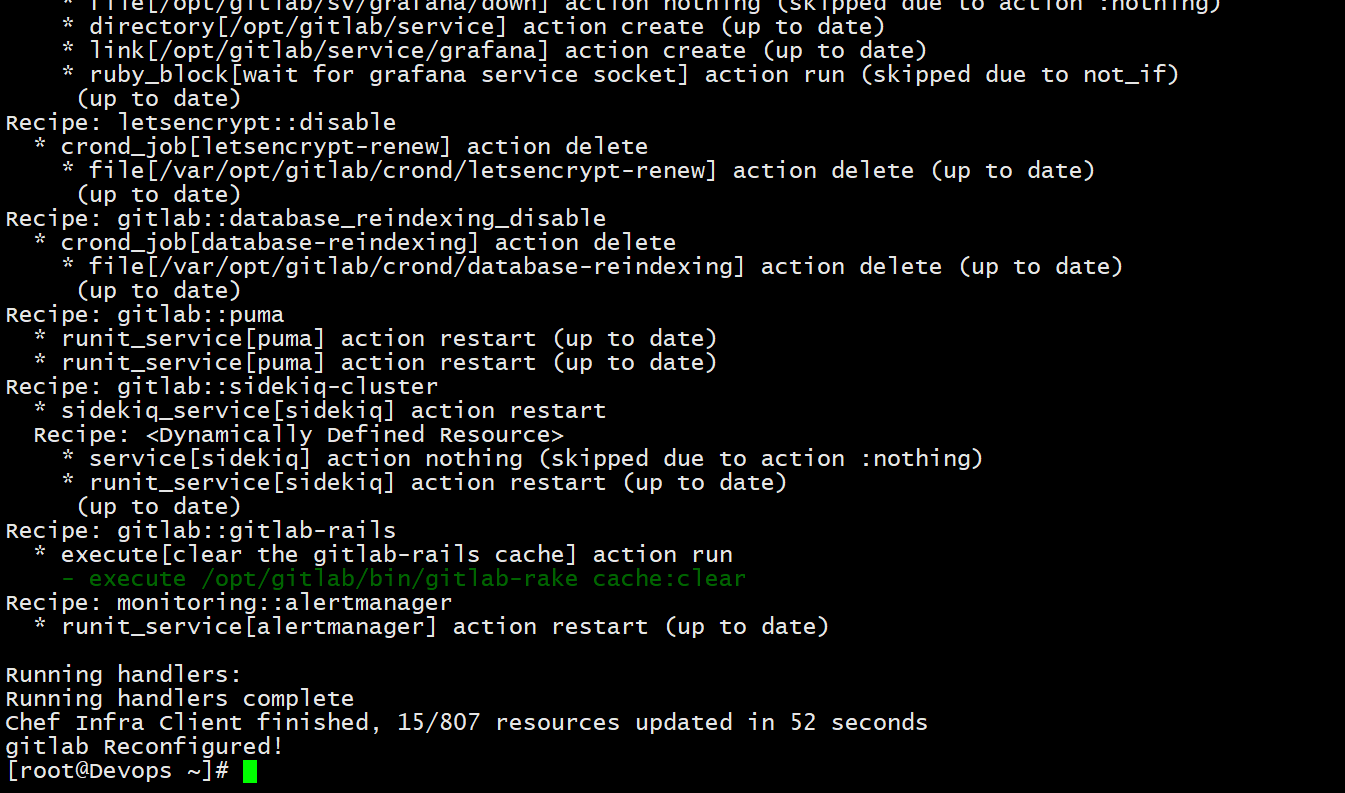 * file[/opt/gitlab/sv/grafana/down] action nothing (skipped due to action :nothing)
    * directory[/opt/gitlab/service] action create (up to date)
    * link[/opt/gitlab/service/grafana] action create (up to date)
    * ruby_block[wait for grafana service socket] action run (skipped due to not_if)
     (up to date)
Recipe: letsencrypt::disable
  * crond_job[letsencrypt-renew] action delete
    * file[/var/opt/gitlab/crond/letsencrypt-renew] action delete (up to date)
     (up to date)
Recipe: gitlab::database_reindexing_disable
  * crond_job[database-reindexing] action delete
    * file[/var/opt/gitlab/crond/database-reindexing] action delete (up to date)
     (up to date)
Recipe: gitlab::puma
  * runit_service[puma] action restart (up to date)
  * runit_service[puma] action restart (up to date)
Recipe: gitlab::sidekiq-cluster
  * sidekiq_service[sidekiq] action restart
  Recipe: <Dynamically Defined Resource>
    * service[sidekiq] action nothing (skipped due to action :nothing)
    * runit_service[sidekiq] action restart (up to date)
     (up to date)
Recipe: gitlab::gitlab-rails
  * execute[clear the gitlab-rails cache] action run
    - execute /opt/gitlab/bin/gitlab-rake cache:clear
Recipe: monitoring::alertmanager
  * runit_service[alertmanager] action restart (up to date)

Running handlers:
Running handlers complete
Chef Infra Client finished, 15/807 resources updated in 52 seconds
gitlab Reconfigured!
[root@Devops ~]#